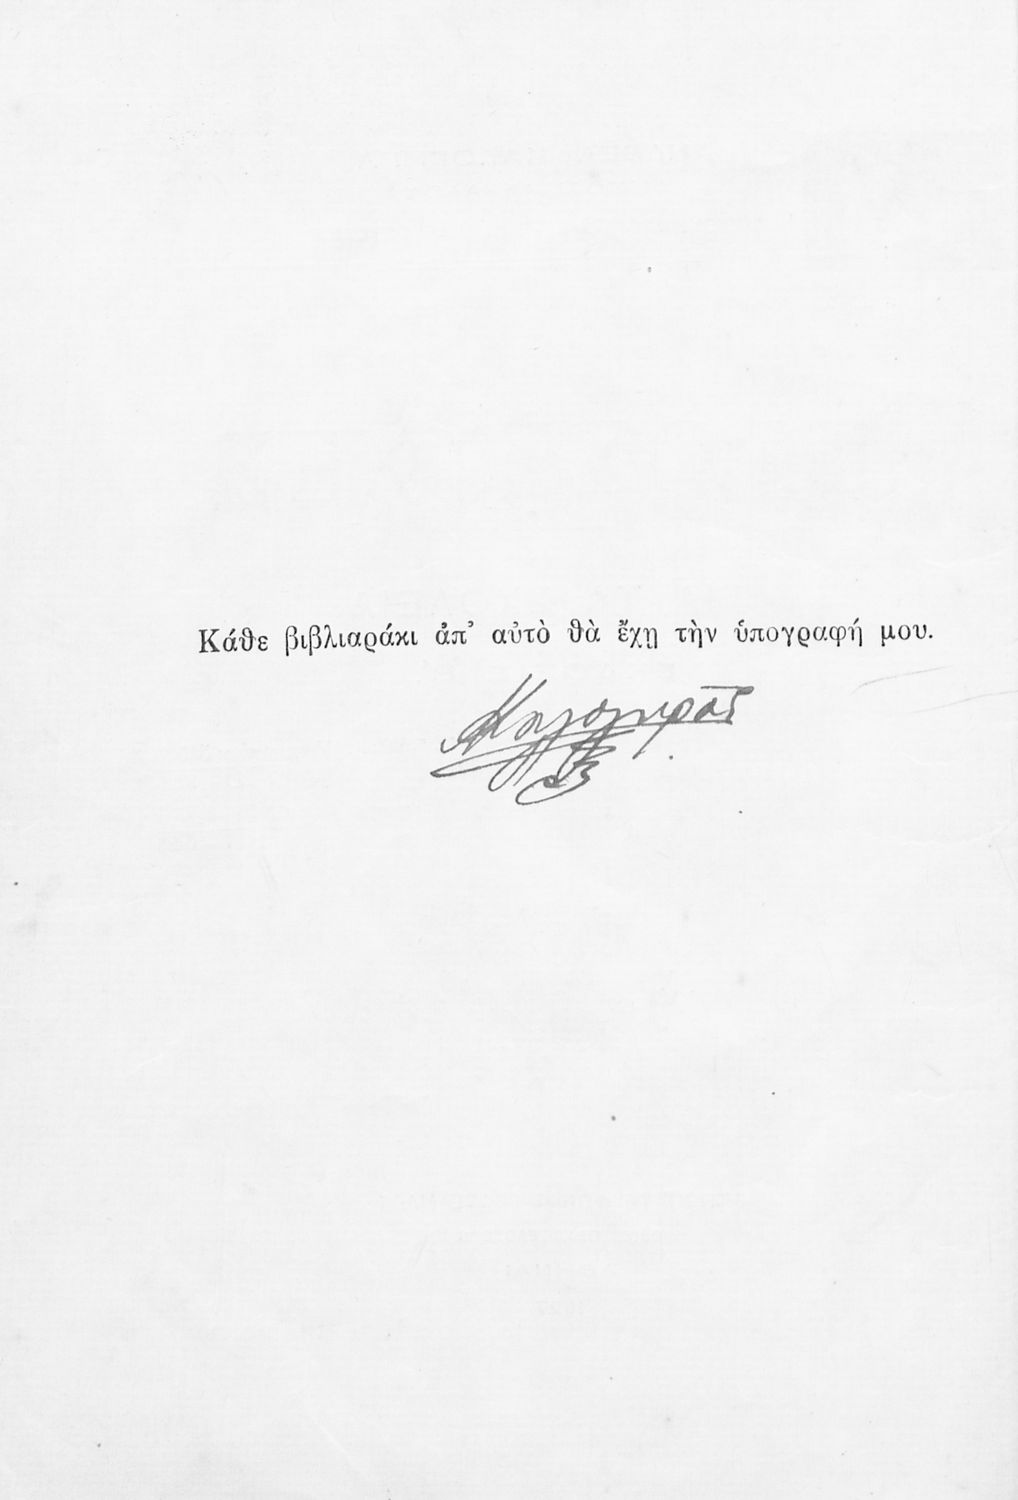 Κάθε βιβλιαράκι ἀπ’ αὐτὸ θὰ ἔχῃ τὴν ὑπογραφή μου.